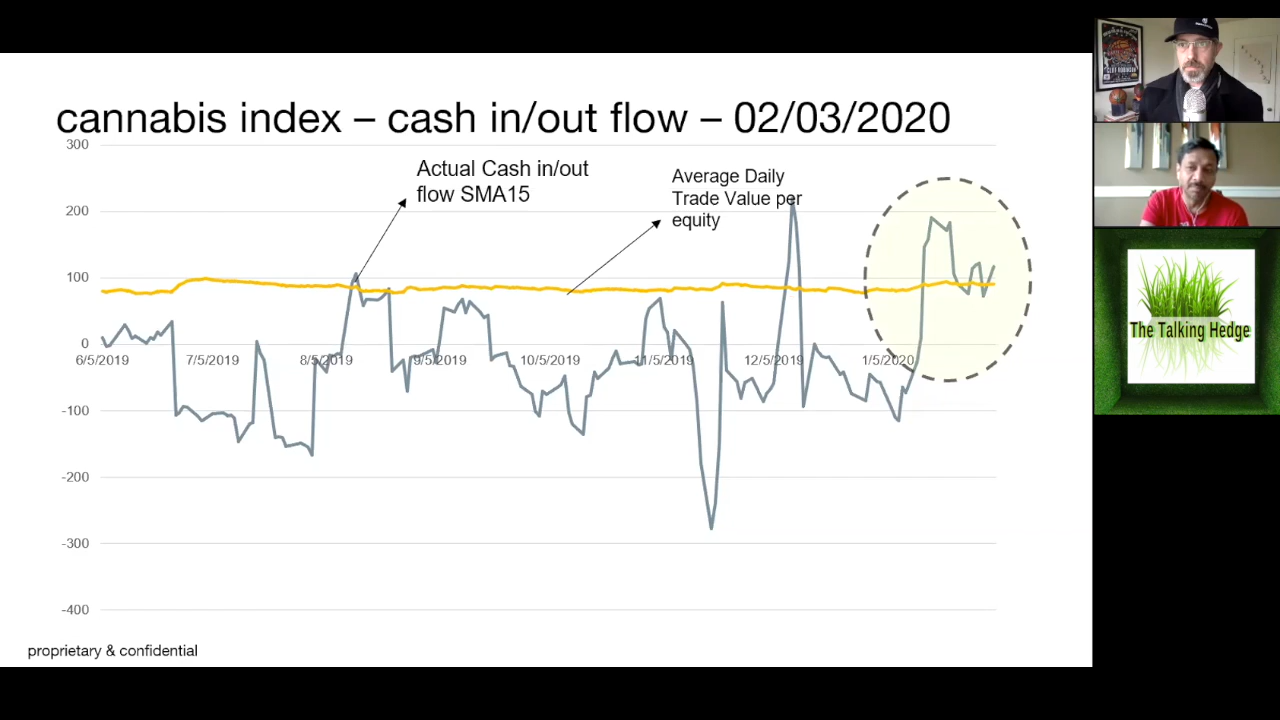 cannabis index – cash in/out flow – 02/03/2020
300
200
100
0
-100
-200
-300
-400
Actual Cash in/out
flow SMA15
Average Daily
Trade Value per
equity
6/5/2019
7/5/2019
8/5/2019
9/5/2019
10/5/2019
11/5/2019
12/5/2019
1/5/2020
proprietary & confidential
The Talking Hedge